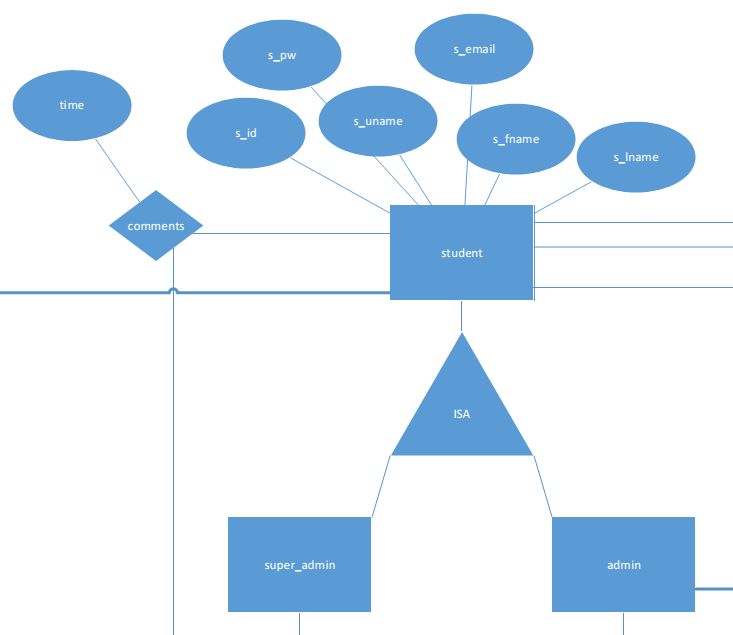 s_pw
s_email
time
s_uname
s_id
s_fname
s_lname
comments
student
ISA
super_admin
admin